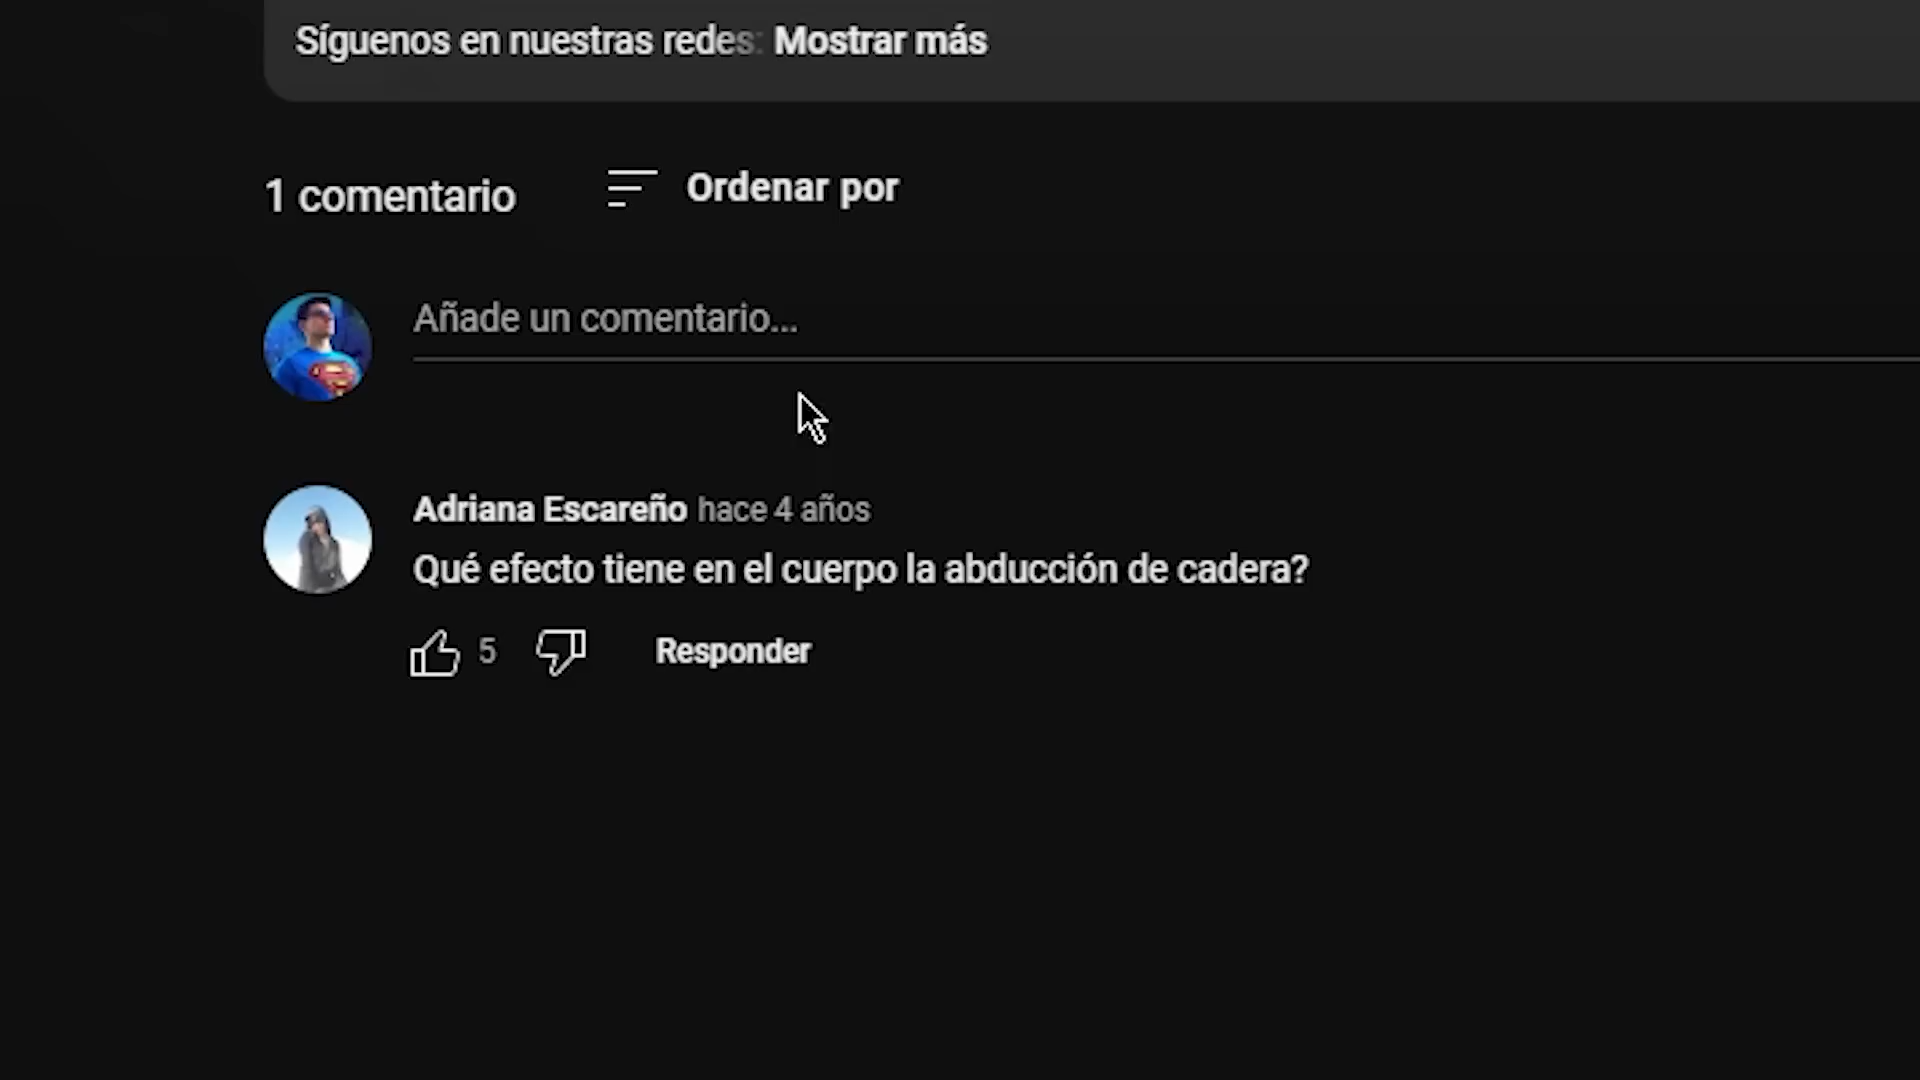 Síguenos en nuestras redes: Mostrar más
1 comentario
Ordenar por
Añade un comentario...
Adriana Escareño hace 4 años
Qué efecto tiene en el cuerpo la abducción de cadera?
5
Responder